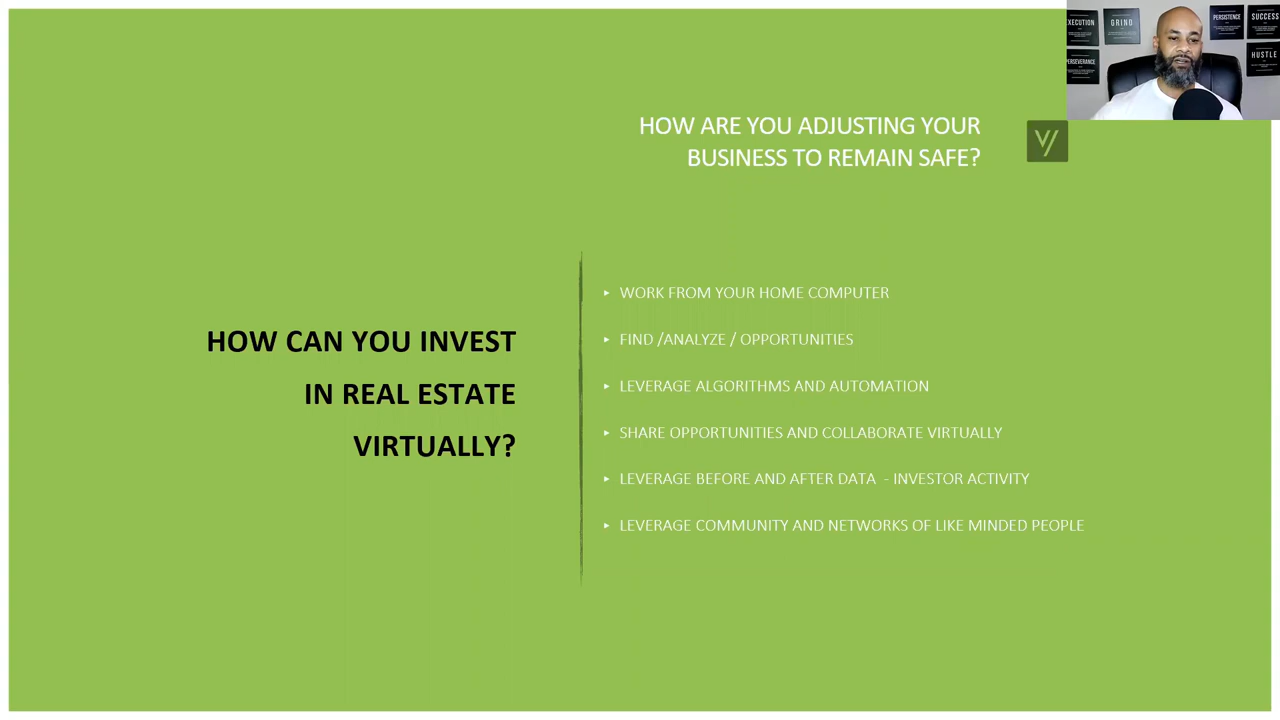 EXECUTION
GRIND
PERSISTENCE
SUCCESS
PERSEVERANCE
HUSTLE
HOW ARE YOU ADJUSTING YOUR
BUSINESS TO REMAIN SAFE?
HOW CAN YOU INVEST
IN REAL ESTATE
VIRTUALLY?
WORK FROM YOUR HOME COMPUTER
FIND /ANALYZE / OPPORTUNITIES
LEVERAGE ALGORITHMS AND AUTOMATION
SHARE OPPORTUNITIES AND COLLABORATE VIRTUALLY
LEVERAGE BEFORE AND AFTER DATA - INVESTOR ACTIVITY
LEVERAGE COMMUNITY AND NETWORKS OF LIKE MINDED PEOPLE